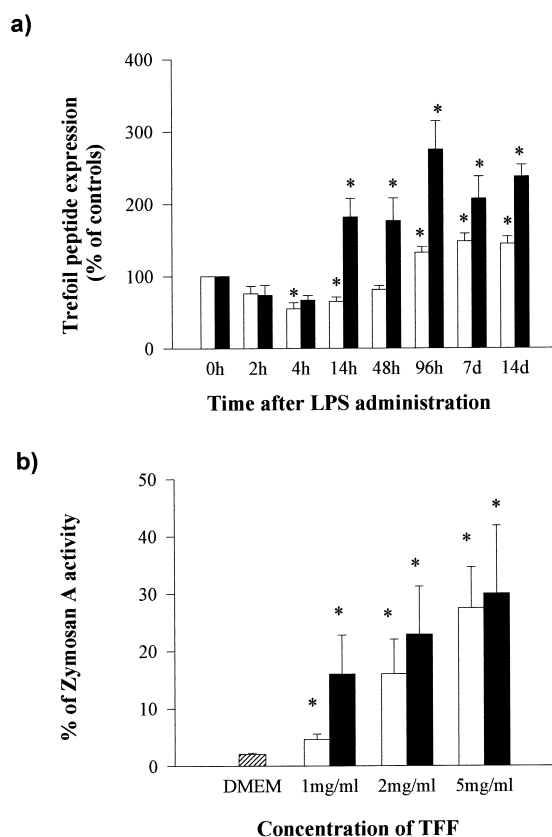 a)
Trefoil peptide expression
(% of controls)
400
300
200
100
0
* * * * * * * * *
0h 2h 4h 14h 48h 96h 7d 14d
Time after LPS administration
b)
% of Zymosan A activity
50
40
30
20
10
0
* * * * * *
DMEM 1mg/ml 2mg/ml 5mg/ml
Concentration of TFF